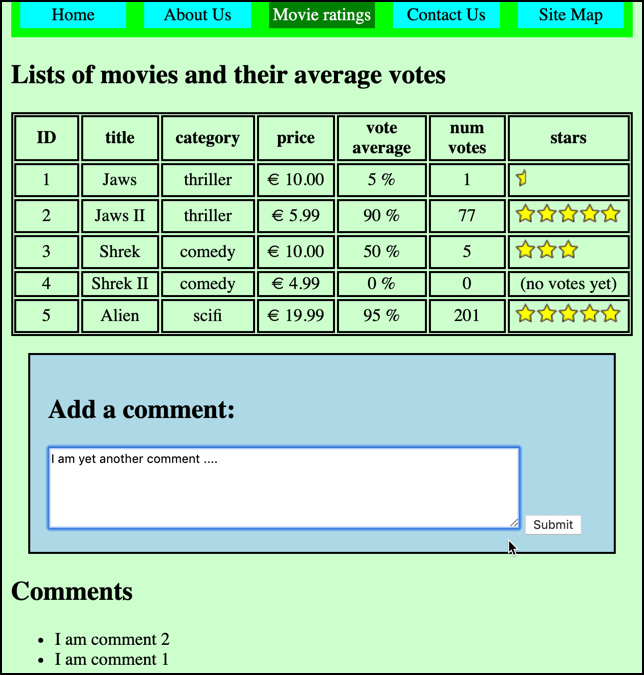 Home About Us Movie ratings Contact Us Site Map
Lists of movies and their average votes
ID title category price vote average num votes stars
1 Jaws thriller € 10.00 5 % 1
2 Jaws II thriller € 5.99 90 % 77
3 Shrek comedy € 10.00 50 % 5
4 Shrek II comedy € 4.99 0 % 0 (no votes yet)
5 Alien scifi € 19.99 95 % 201
Add a comment:
I am yet another comment ....
Submit
Comments
• I am comment 2
• I am comment 1